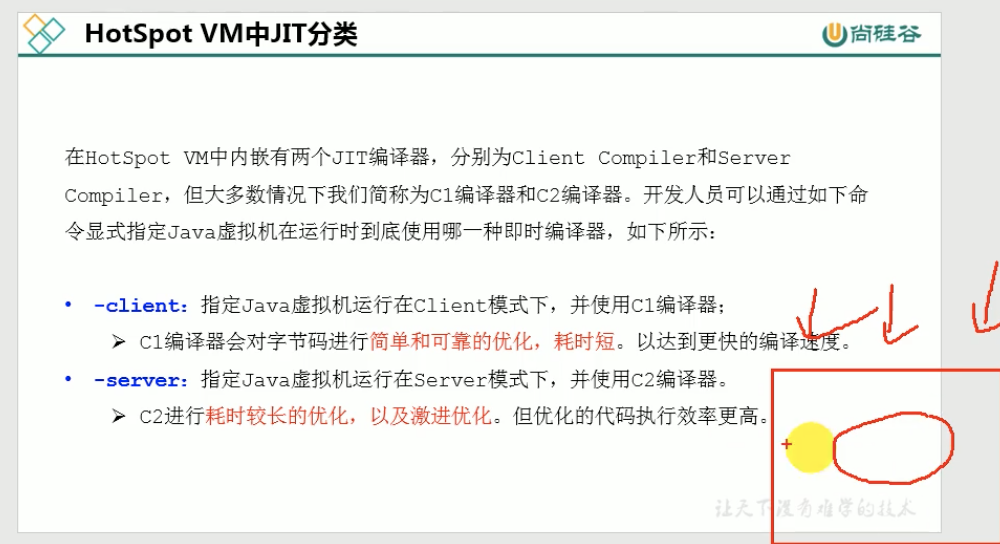 HotSpot VM中JIT分类
尚硅谷
在HotSpot VM中内嵌有两个JIT编译器，分别为Client Compiler和Server
Compiler，但大多数情况下我们简称为C1编译器和C2编译器。开发人员可以通过如下命
令显式指定Java虚拟机在运行时到底使用哪一种即时编译器，如下所示：
• -client：指定Java虚拟机运行在Client模式下，并使用C1编译器；
➢ C1编译器会对字节码进行简单和可靠的优化，耗时短。以达到更快的编译速度。
• -server：指定Java虚拟机运行在Server模式下，并使用C2编译器。
➢ C2进行耗时较长的优化，以及激进优化。但优化的代码执行效率更高。
让天下没有难学的技术